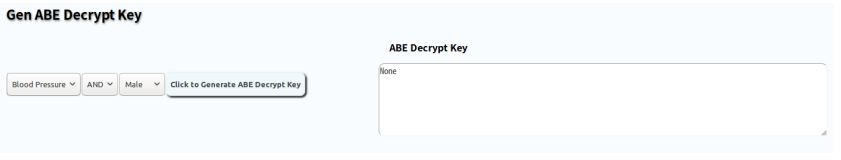 Gen ABE Decrypt Key
ABE Decrypt Key
None
Blood Pressure AND Male Click to Generate ABE Decrypt Key